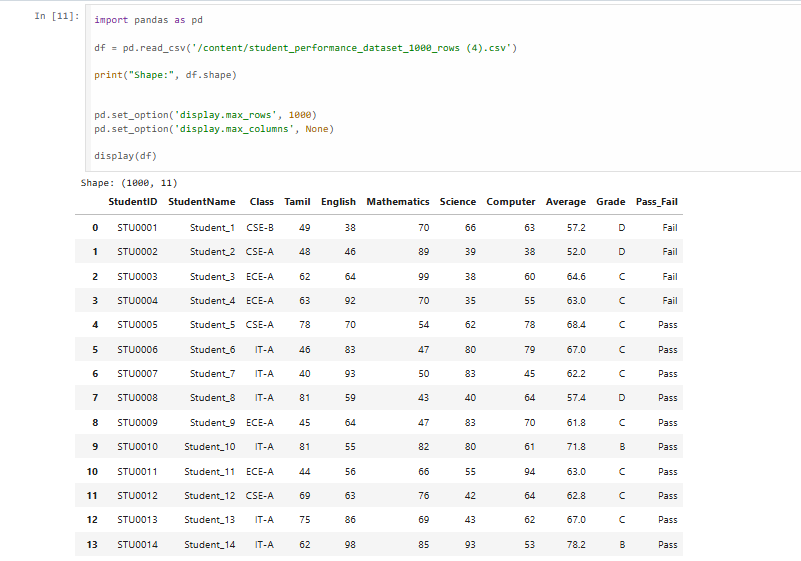 In [11]:
import pandas as pd
df = pd.read_csv('/content/student_performance_dataset_1000_rows (4).csv')
print("Shape:", df.shape)
pd.set_option('display.max_rows', 1000)
pd.set_option('display.max_columns', None)
display(df)
Shape: (1000, 11)
StudentID StudentName Class Tamil English Mathematics Science Computer Average Grade Pass_Fail
0 STU0001 Student_1 CSE-B 49 38 70 66 63 57.2 D Fail
1 STU0002 Student_2 CSE-A 48 46 89 39 38 52.0 D Fail
2 STU0003 Student_3 ECE-A 62 64 99 38 60 64.6 C Fail
3 STU0004 Student_4 ECE-A 63 92 70 35 55 63.0 C Fail
4 STU0005 Student_5 CSE-A 78 70 54 62 78 68.4 C Pass
5 STU0006 Student_6 IT-A 46 83 47 80 79 67.0 C Pass
6 STU0007 Student_7 IT-A 40 93 50 83 45 62.2 C Pass
7 STU0008 Student_8 IT-A 81 59 43 40 64 57.4 D Pass
8 STU0009 Student_9 ECE-A 45 64 47 83 70 61.8 C Pass
9 STU0010 Student_10 IT-A 81 55 82 80 61 71.8 B Pass
10 STU0011 Student_11 ECE-A 44 56 66 55 94 63.0 C Pass
11 STU0012 Student_12 CSE-A 69 63 76 42 64 62.8 C Pass
12 STU0013 Student_13 IT-A 75 86 69 43 62 67.0 C Pass
13 STU0014 Student_14 IT-A 62 98 85 93 53 78.2 B Pass